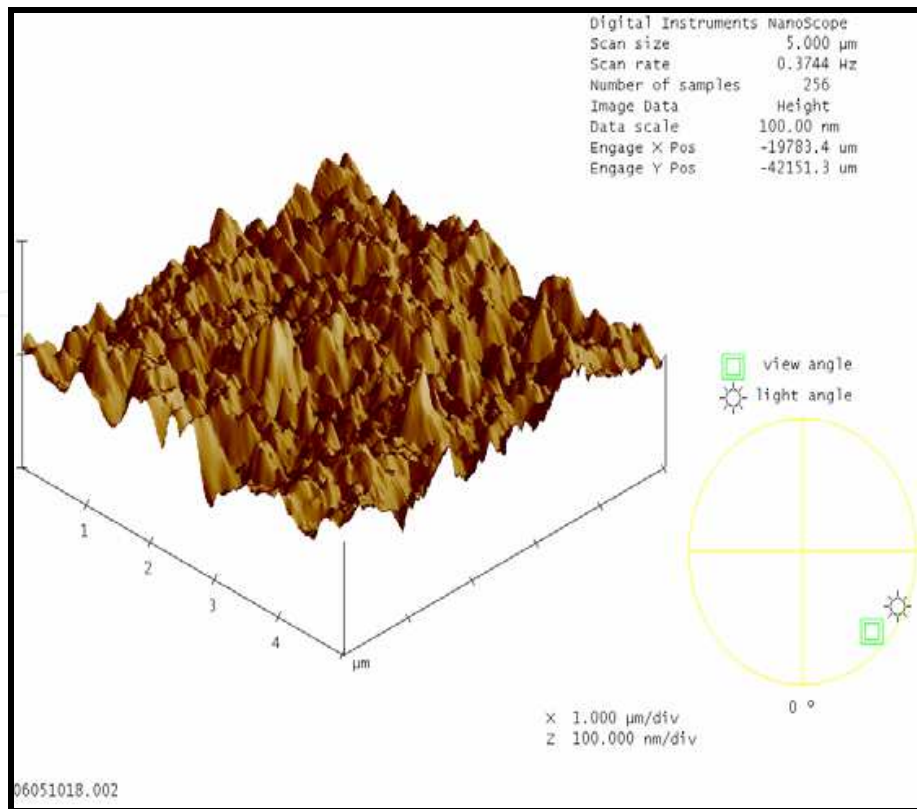 Digital Instruments NanoScope
Scan size 5.000 µm
Scan rate 0.3744 Hz
Number of samples 256
Image Data Height
Data scale 100.00 nm
Engage X Pos -19783.4 um
Engage Y Pos -42151.3 um
view angle
light angle
1
2
3
4
µm
0 º
X 1.000 µm/div
Z 100.000 nm/div
06051018.002